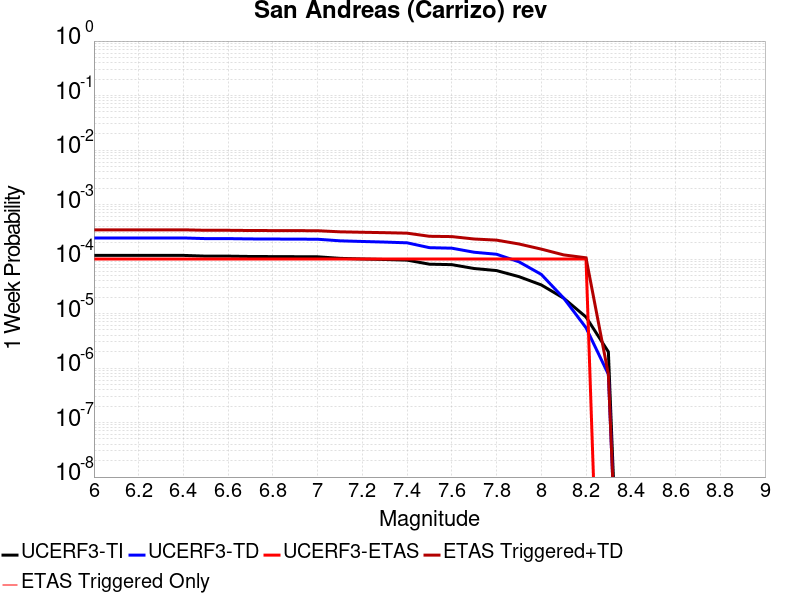 San Andreas (Carrizo) rev
10^0
10^-1
10^-2
10^-3
10^-4
10^-5
10^-6
10^-7
10^-8
1 Week Probability
6 6.2 6.4 6.6 6.8 7 7.2 7.4 7.6 7.8 8 8.2 8.4 8.6 8.8 9
Magnitude
UCERF3-TI UCERF3-TD UCERF3-ETAS ETAS Triggered+TD
ETAS Triggered Only